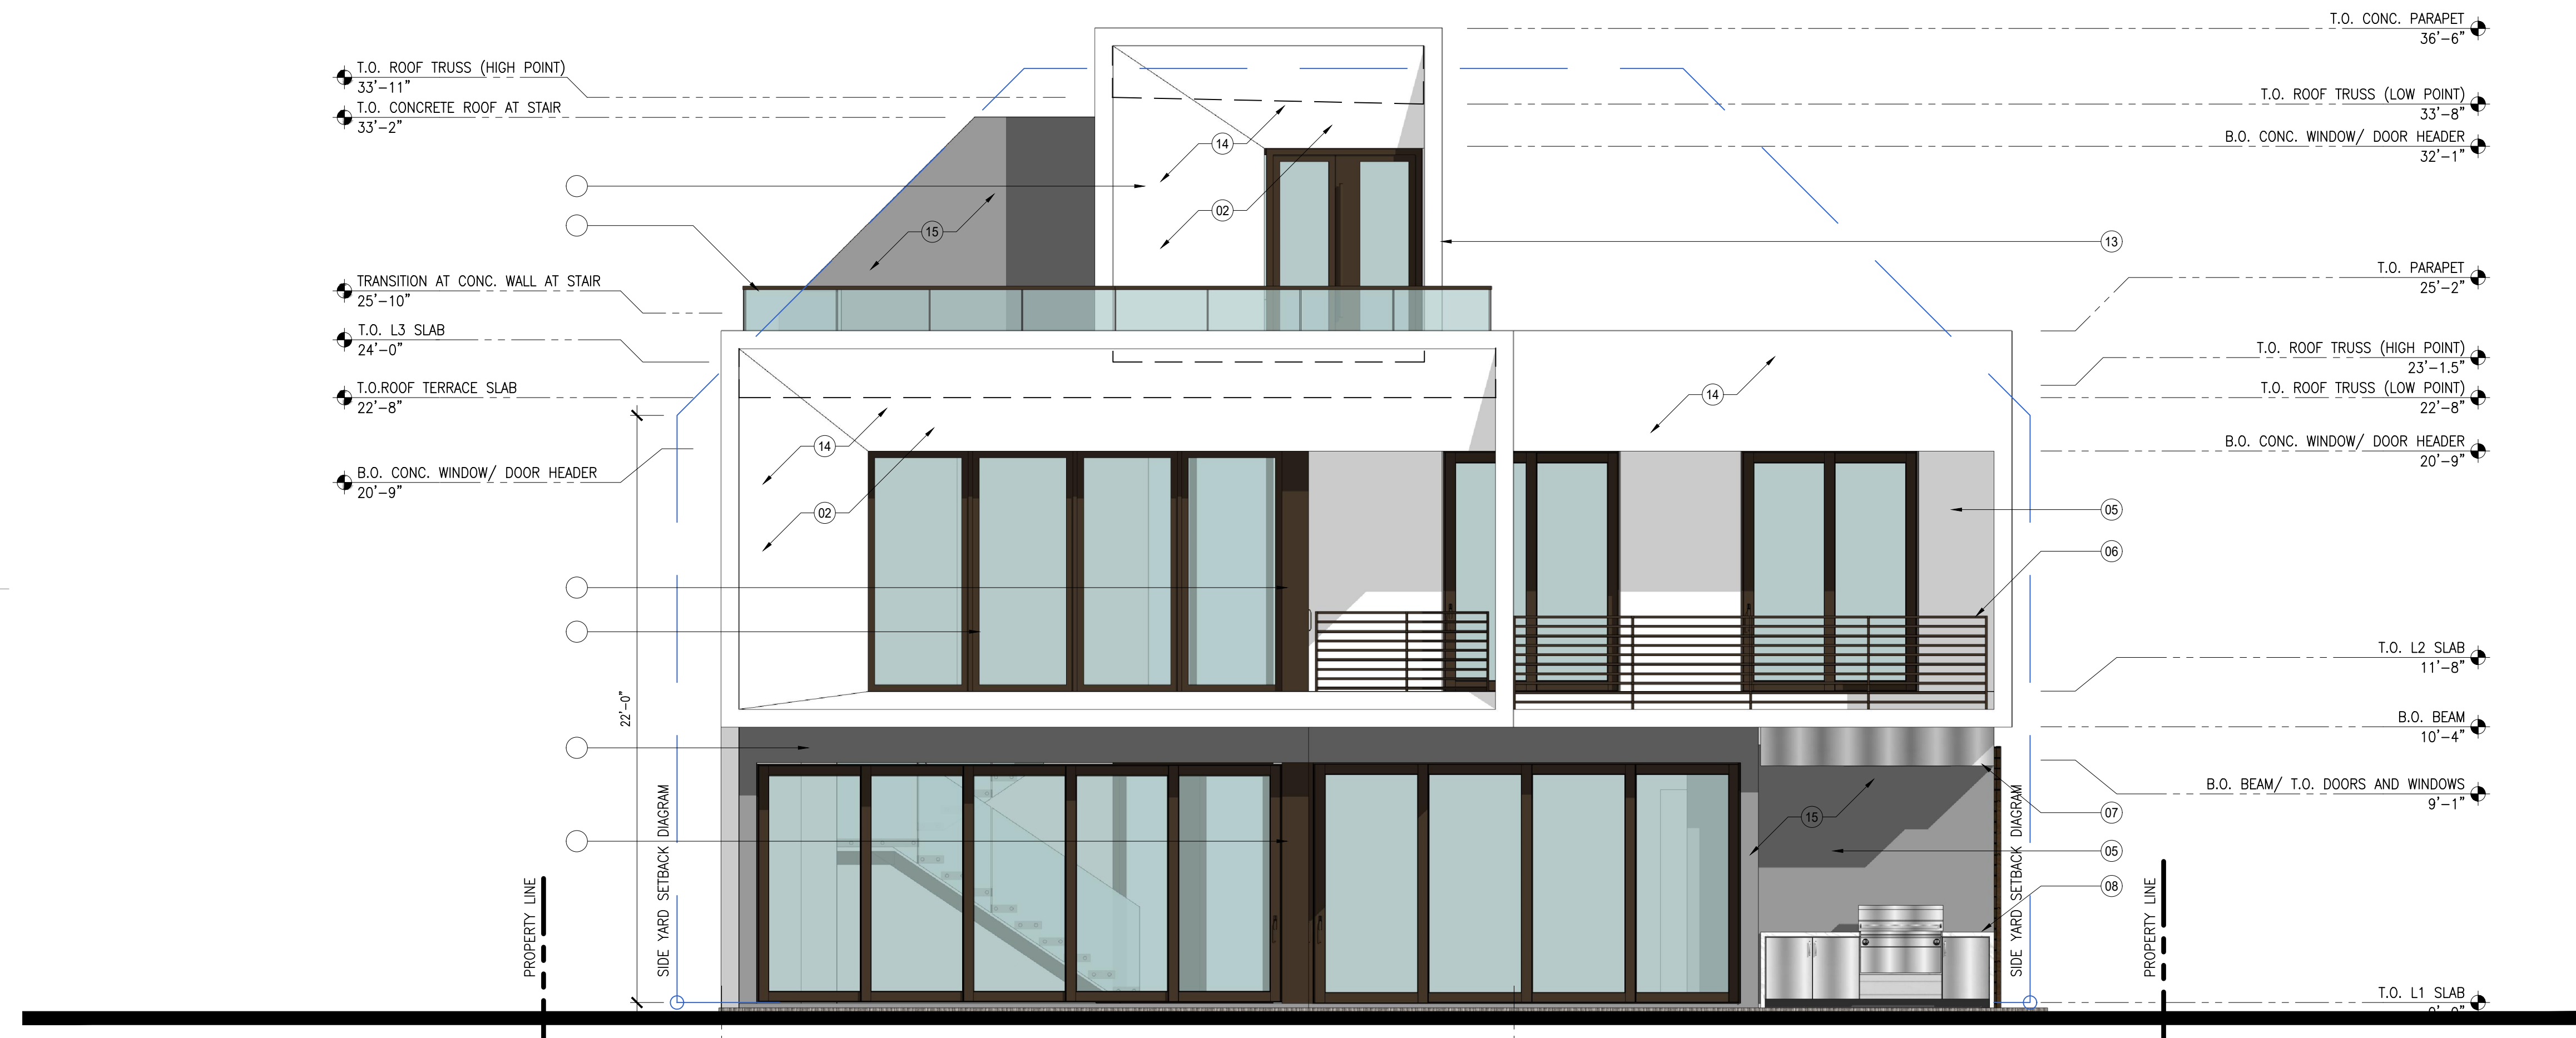 T.O. CONC. PARAPET
36'-6"
T.O. ROOF TRUSS (HIGH POINT)
33'-11"
T.O. CONCRETE ROOF AT STAIR
33'-2"
T.O. ROOF TRUSS (LOW POINT)
33'-8"
B.O. CONC. WINDOW/ DOOR HEADER
32'-1"
14
02
15
13
TRANSITION AT CONC. WALL AT STAIR
25'-10"
T.O. PARAPET
25'-2"
T.O. L3 SLAB
24'-0"
T.O. ROOF TRUSS (HIGH POINT)
23'-1.5"
T.O.ROOF TERRACE SLAB
22'-8"
T.O. ROOF TRUSS (LOW POINT)
22'-8"
14
14
B.O. CONC. WINDOW/ DOOR HEADER
20'-9"
B.O. CONC. WINDOW/ DOOR HEADER
20'-9"
02
05
06
T.O. L2 SLAB
11'-8"
22'-0"
B.O. BEAM
10'-4"
B.O. BEAM/ T.O. DOORS AND WINDOWS
9'-1"
07
15
05
08
PROPERTY LINE
SIDE YARD SETBACK DIAGRAM
SIDE YARD SETBACK DIAGRAM
PROPERTY LINE
T.O. L1 SLAB